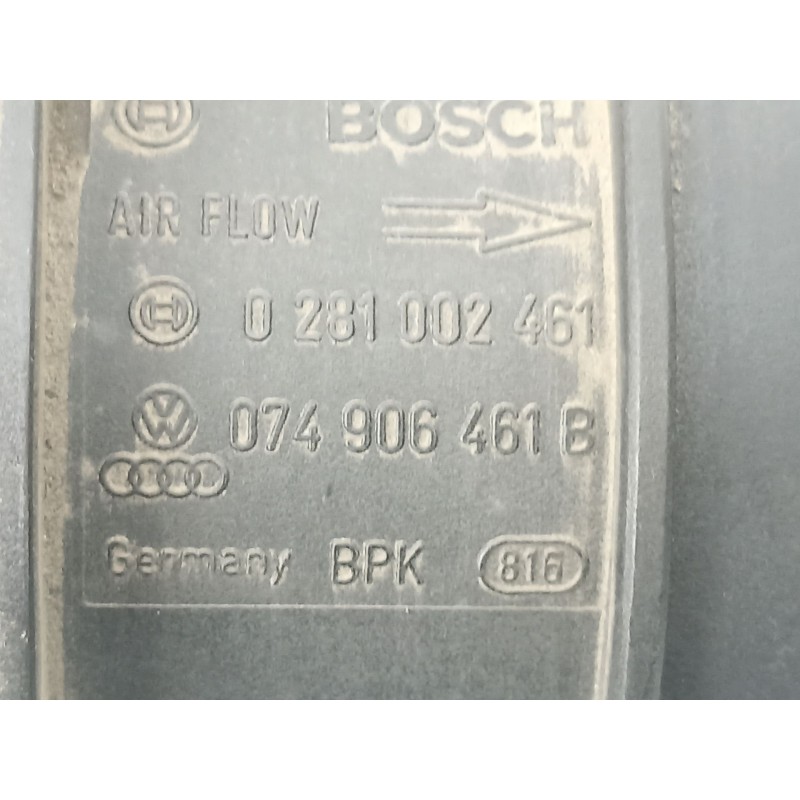 BOSCH
AIR FLOW
0 281 002 461
074 906 461 B
Germany BPK 816